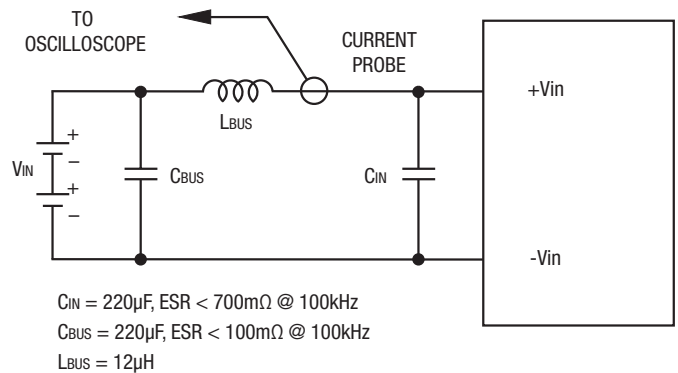 TO
OSCILLOSCOPE
CURRENT
PROBE
+Vin
LBUS
+
−
VIN
+
−
CBUS
CIN
-Vin
CIN = 220µF, ESR < 700mΩ @ 100kHz
CBUS = 220µF, ESR < 100mΩ @ 100kHz
LBUS = 12µH